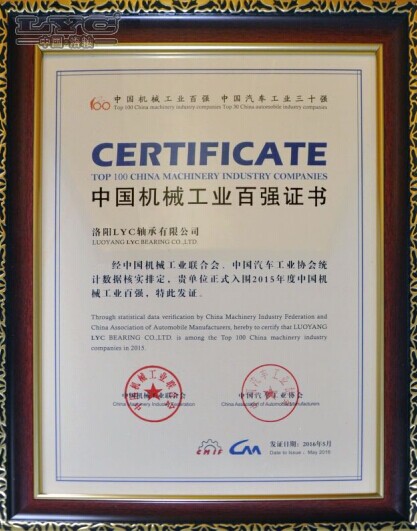 LYC
中国·洛轴
100 中国机械工业百强 中国汽车工业三十强
Top 100 China machinery industry companies Top 30 China automobile industry companies
CERTIFICATE
TOP 100 CHINA MACHINERY INDUSTRY COMPANIES
中国机械工业百强证书
洛阳LYC轴承有限公司
LUOYANG LYC BEARING CO.,LTD.
经中国机械工业联合会、中国汽车工业协会统
计数据核实排定，贵单位正式入围2015年度中国机
械工业百强，特此发证。
Through statistical data verification by China Machinery Industry Federation and
China Association of Automobile Manufacturers, hereby to certify that LUOYANG
LYC BEARING CO.,LTD. is among the Top 100 China machinery industry
companies in 2015.
中国机械工业联合会 中国汽车工业协会
China Machinery Industry Federation China Association of Automobile Manufacturers
CMIF
发证日期：2016年5月
Date to Issue：May 2016